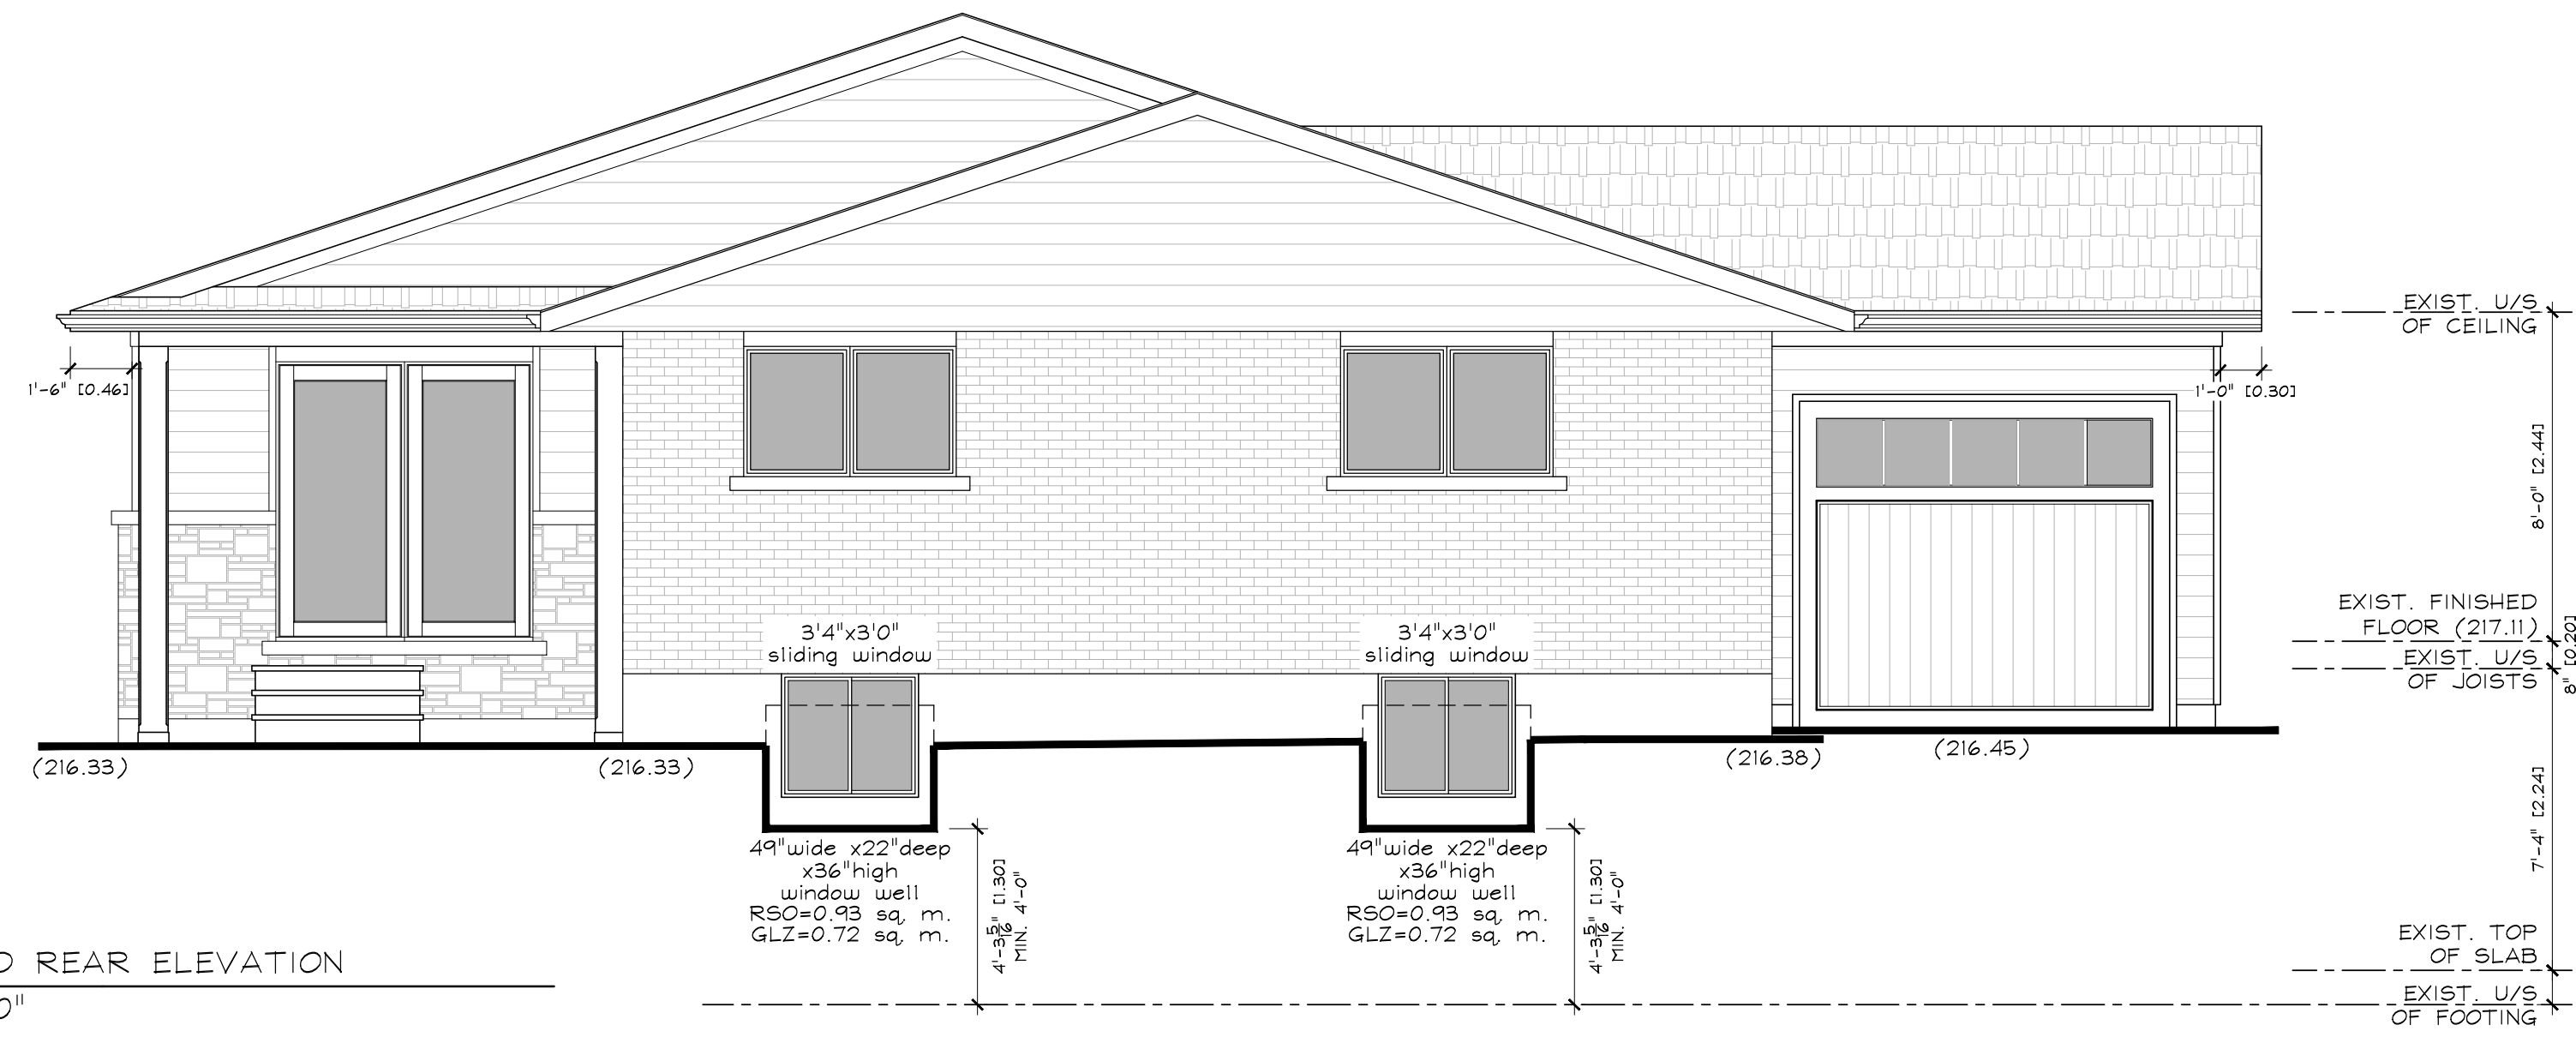 EXIST. U/S
OF CEILING
1'-6" [0.46]
1'-0" [0.30]
8'-0" [2.44]
EXIST. FINISHED
FLOOR (217.11)
8" [0.20]
EXIST. U/S
OF JOISTS
3'4"x3'0"
sliding window
3'4"x3'0"
sliding window
(216.33)
(216.33)
(216.38)
(216.45)
7'-4" [2.24]
49"wide x22"deep
x36"high
window well
RSO=0.93 sq. m.
GLZ=0.72 sq. m.
4'-3 5/16" [1.30]
MIN. 4'-0"
49"wide x22"deep
x36"high
window well
RSO=0.93 sq. m.
GLZ=0.72 sq. m.
4'-3 5/16" [1.30]
MIN. 4'-0"
EXIST. TOP
OF SLAB
REAR ELEVATION
0"
EXIST. U/S
OF FOOTING